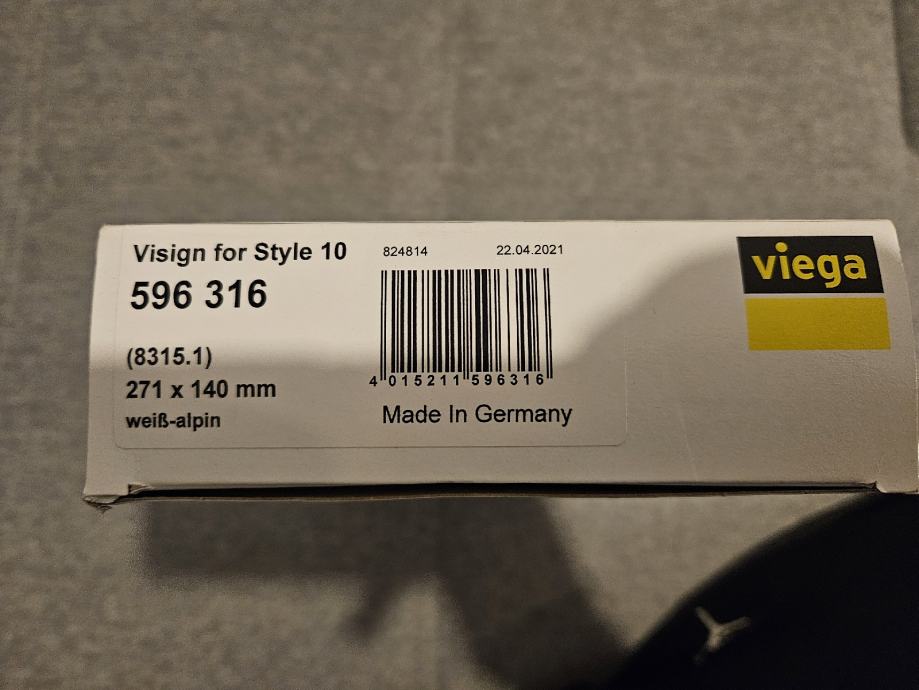 Visign for Style 10
596 316
(8315.1)
271 x 140 mm
weiß-alpin
824814 22.04.2021
4 015211 596316
Made In Germany
viega